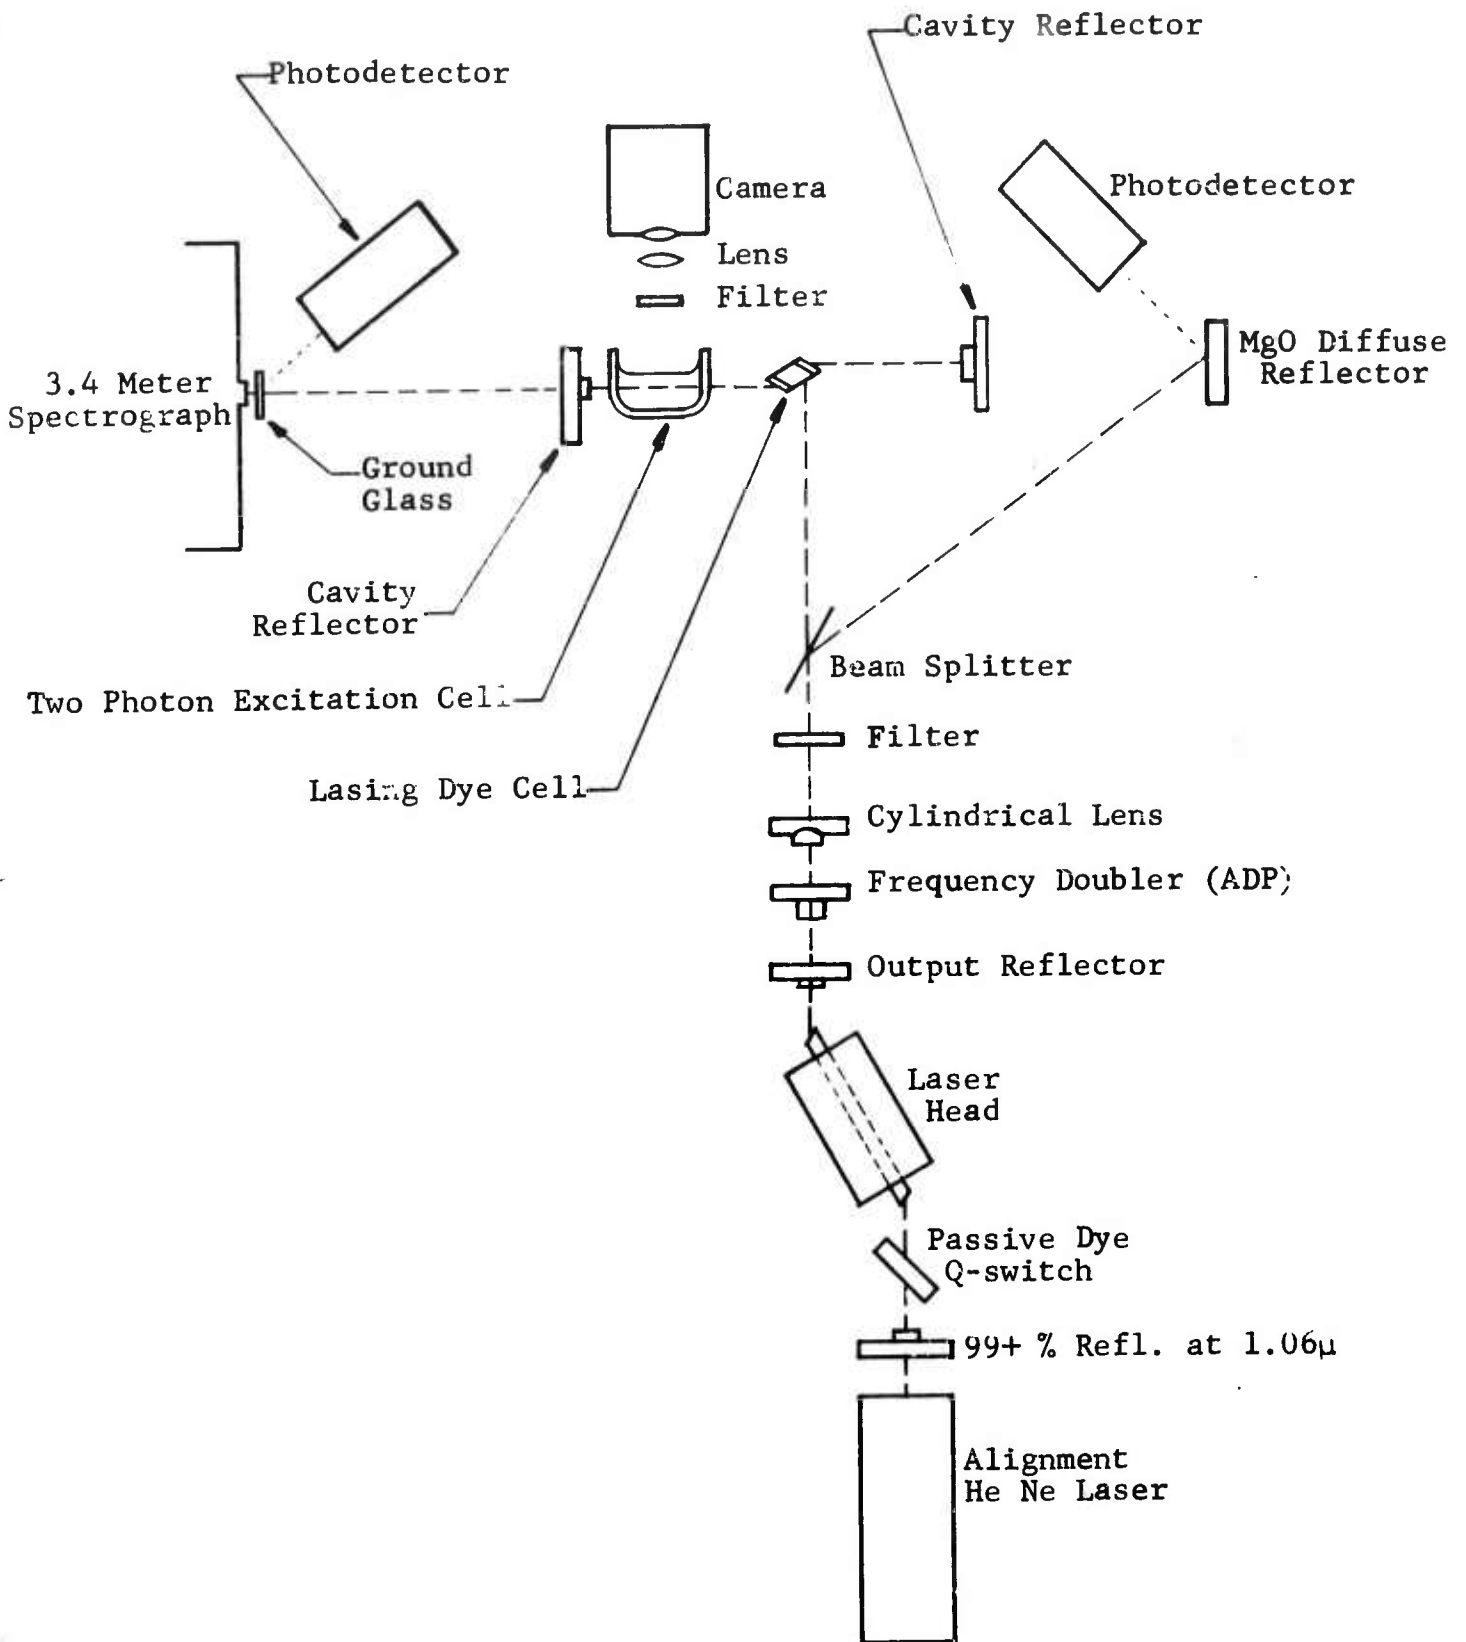 Cavity Reflector
Photodetector
Camera
Photodetector
Lens
Filter
MgO Diffuse
Reflector
3.4 Meter
Spectrograph
Ground
Glass
Cavity
Reflector
Beam Splitter
Two Photon Excitation Cell
Filter
Lasing Dye Cell
Cylindrical Lens
Frequency Doubler (ADP)
Output Reflector
Laser
Head
Passive Dye
Q-switch
99+ % Refl. at 1.06μ
Alignment
He Ne Laser